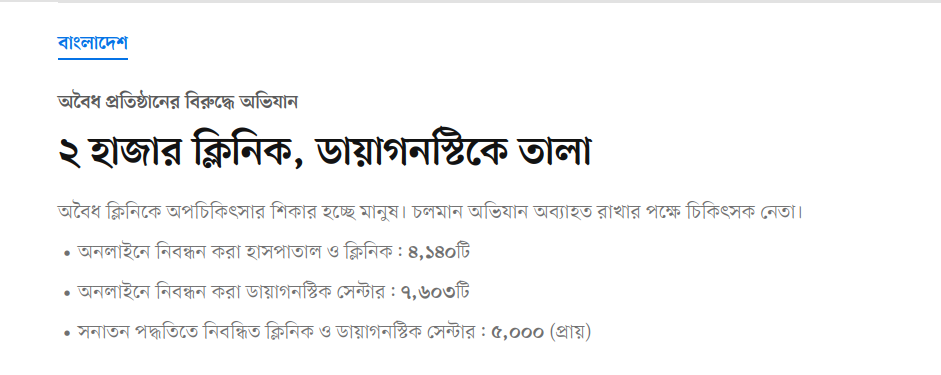 বাংলাদেশ
অবৈধ প্রতিষ্ঠানের বিরুদ্ধে অভিযান
২ হাজার ক্লিনিক, ডায়াগনস্টিকে তালা
অবৈধ ক্লিনিকে অপচিকিৎসার শিকার হচ্ছে মানুষ। চলমান অভিযান অব্যাহত রাখার পক্ষে চিকিৎসক নেতা।
• অনলাইনে নিবন্ধন করা হাসপাতাল ও ক্লিনিক : ৪,১৪০টি
• অনলাইনে নিবন্ধন করা ডায়াগনস্টিক সেন্টার : ৭,৬০৩টি
• সনাতন পদ্ধতিতে নিবন্ধিত ক্লিনিক ও ডায়াগনস্টিক সেন্টার : ৫,০০০ (প্রায়)